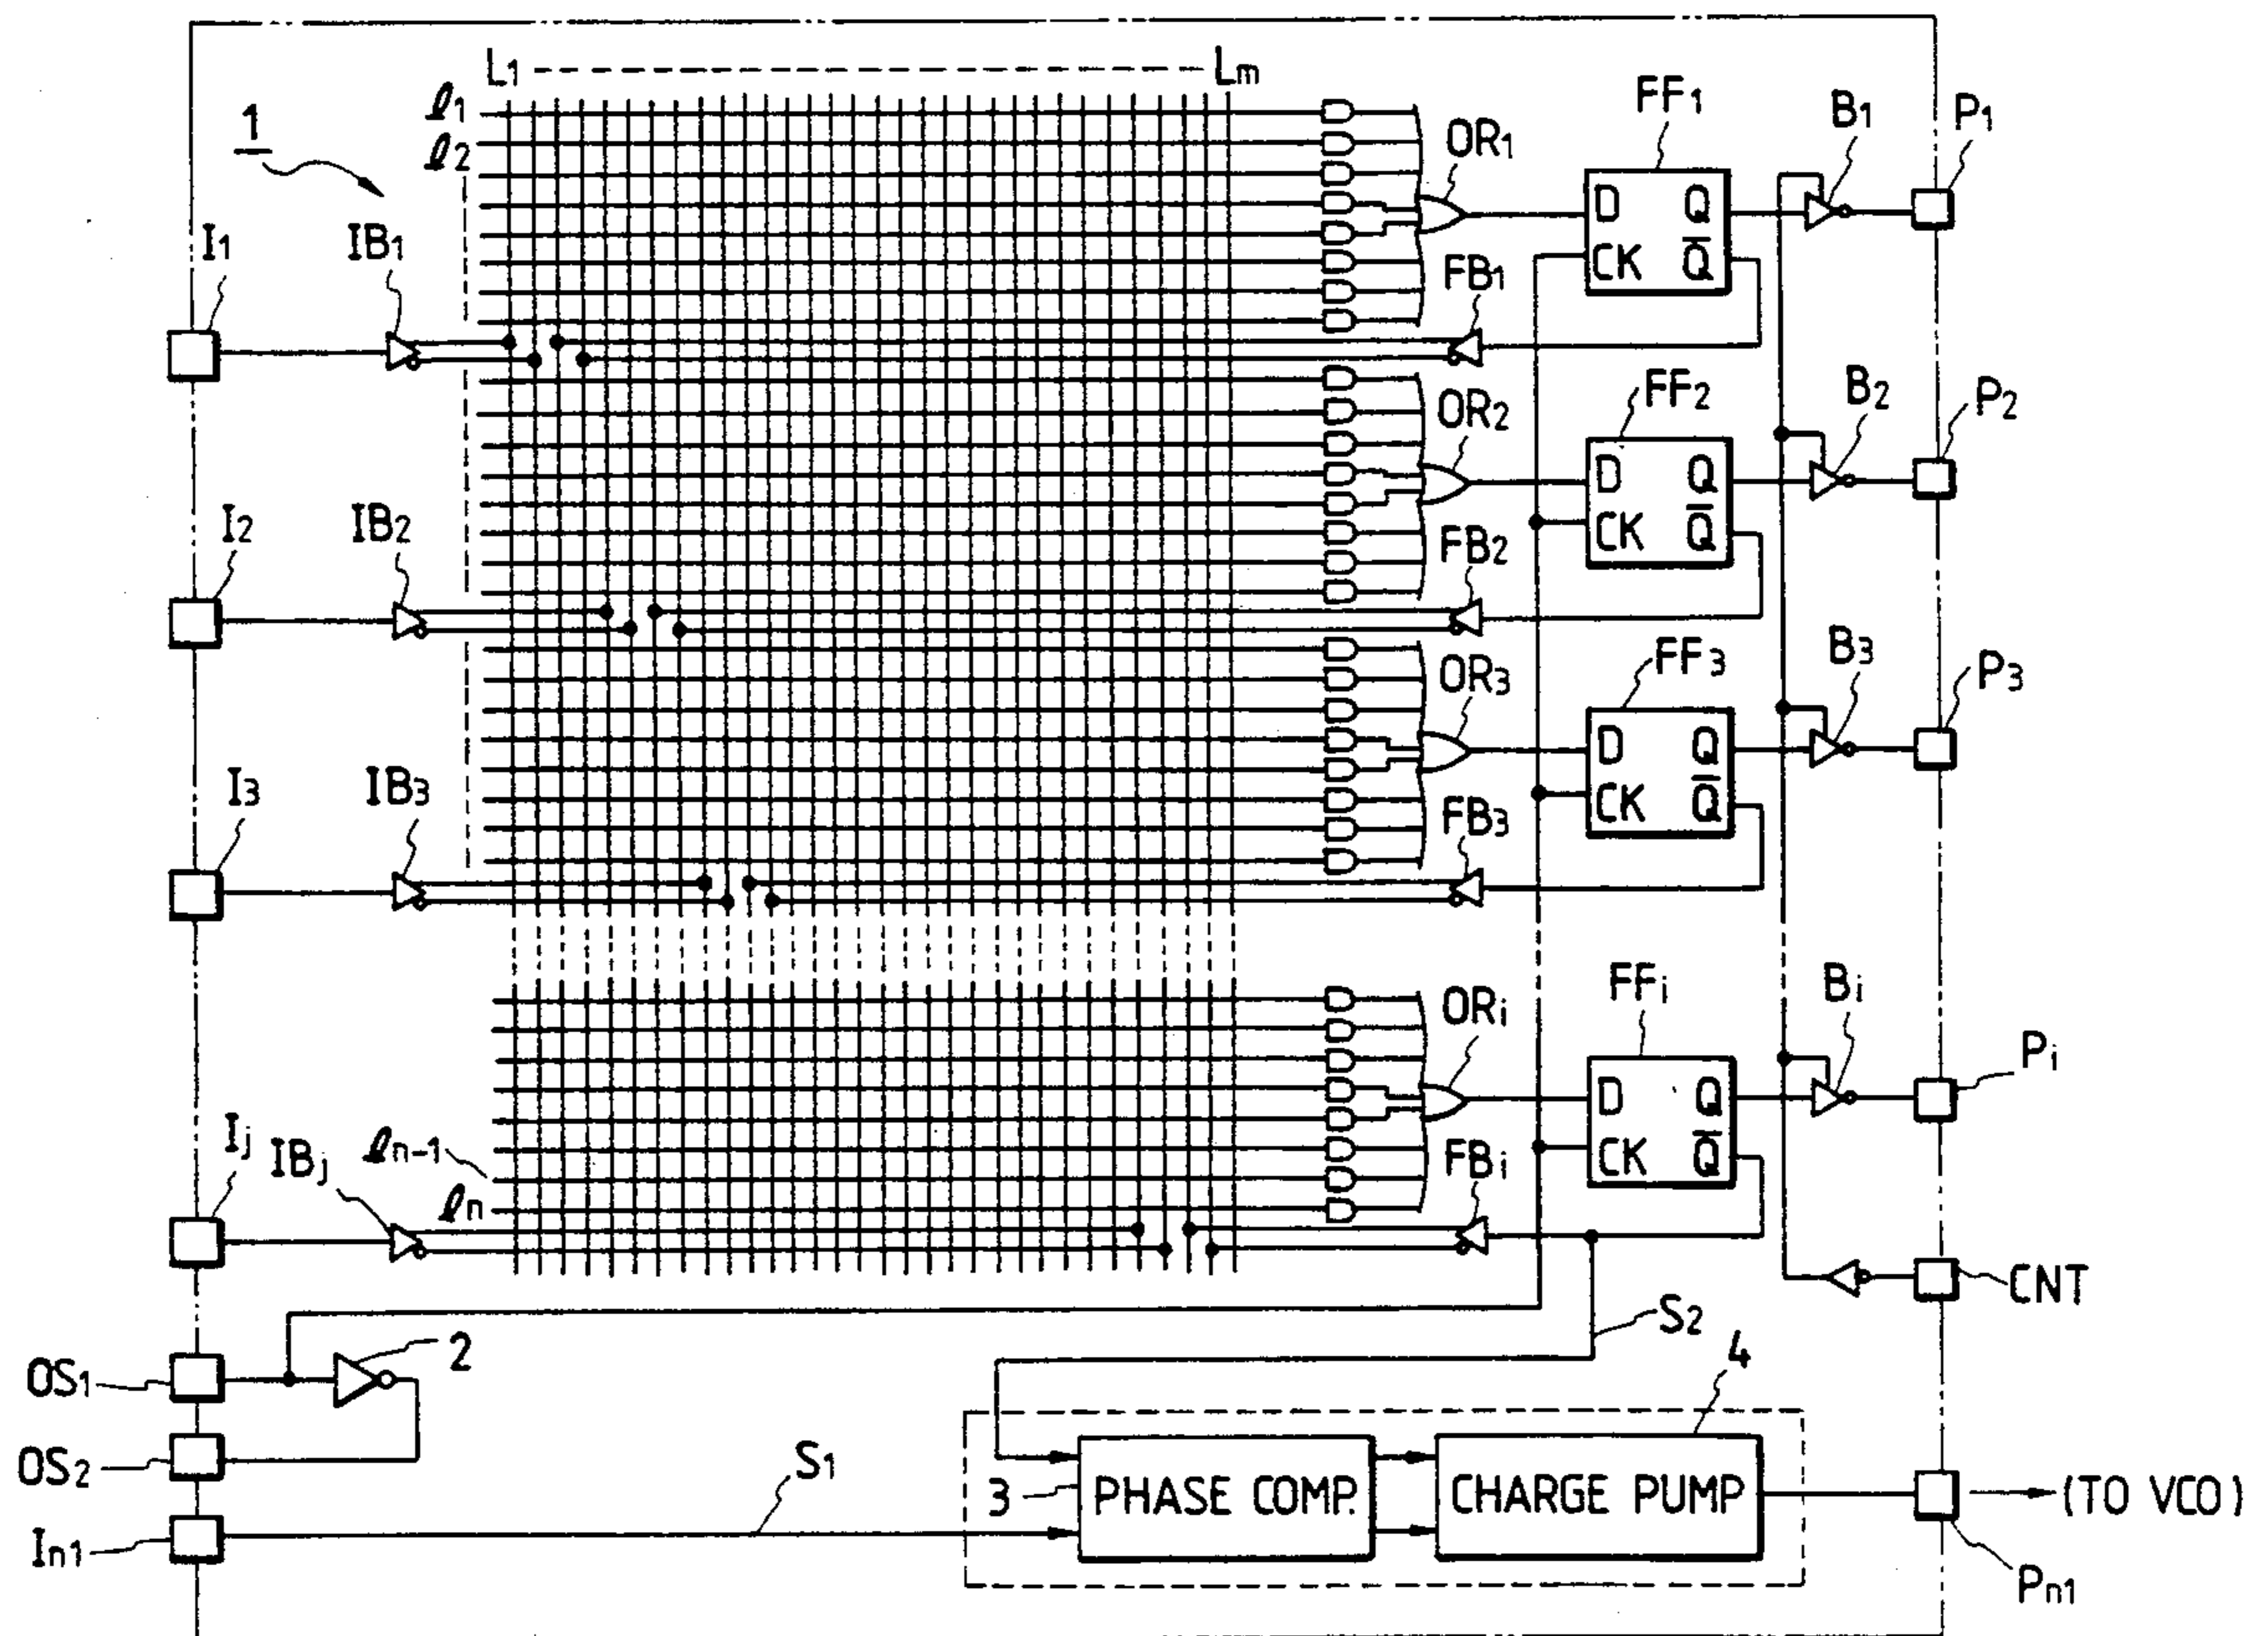 L1 Lm
1
ℓ1
ℓ2
I1 IB1
OR1
FF1
B1
P1
D Q
CK Q̅
FB1
I2 IB2
OR2
FF2
B2
P2
D Q
CK Q̅
FB2
I3 IB3
OR3
FF3
B3
P3
D Q
CK Q̅
FB3
Ij IBj
ℓn-1
ℓn
ORi
FFi
Bi
Pi
D Q
CK Q̅
FBi
CNT
OS1
2
OS2
S2
4
In1
S1
3
PHASE COMP.
CHARGE PUMP
(TO VCO)
Pn1